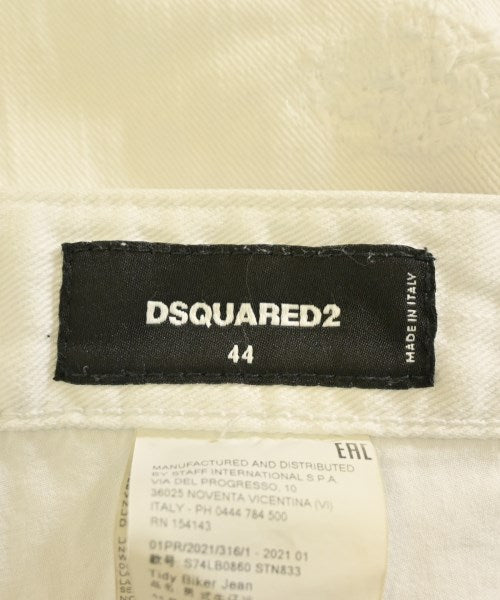 DSQUARED2
44
MADE IN ITALY
EAC
MANUFACTURED AND DISTRIBUTED
BY STAFF INTERNATIONAL S.P.A.
VIA DEL PROGRESSO, 10
36025 NOVENTA VICENTINA (VI)
ITALY - PH 0444 784 500
RN 154143
01PR/2021/316/1 - 2021 01
款号 : S74LB0860 STN833
Tidy Biker Jean